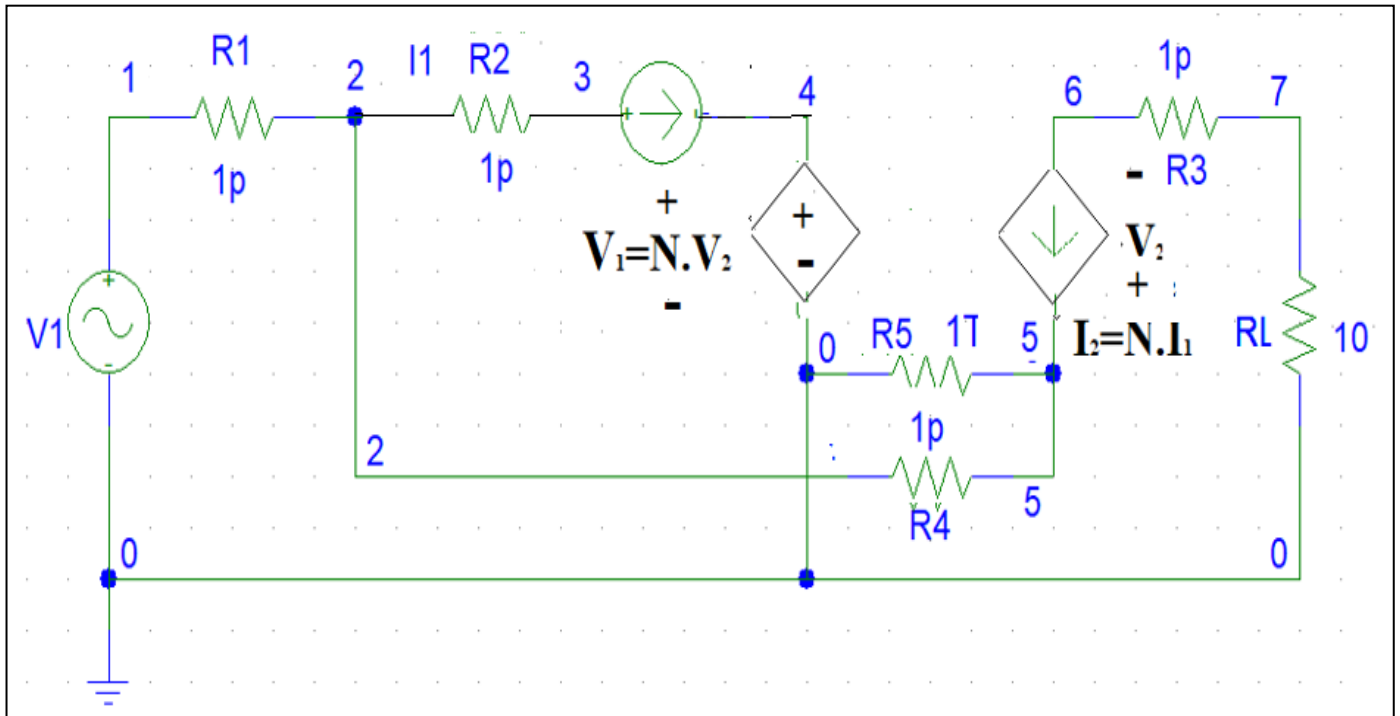 R1
1
1p
2
I1
R2
1p
3
+
-
4
6
1p
7
-
R3
+
V₁=N.V₂
-
+
-
V₂
+
I₂=N.I₁
V1
+
-
0
R5
1T
5
RL
10
2
1p
R4
5
0
0